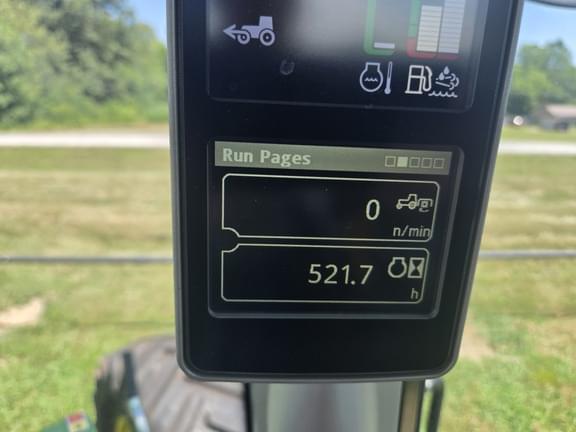 Run Pages
0
n/min
521.7
h